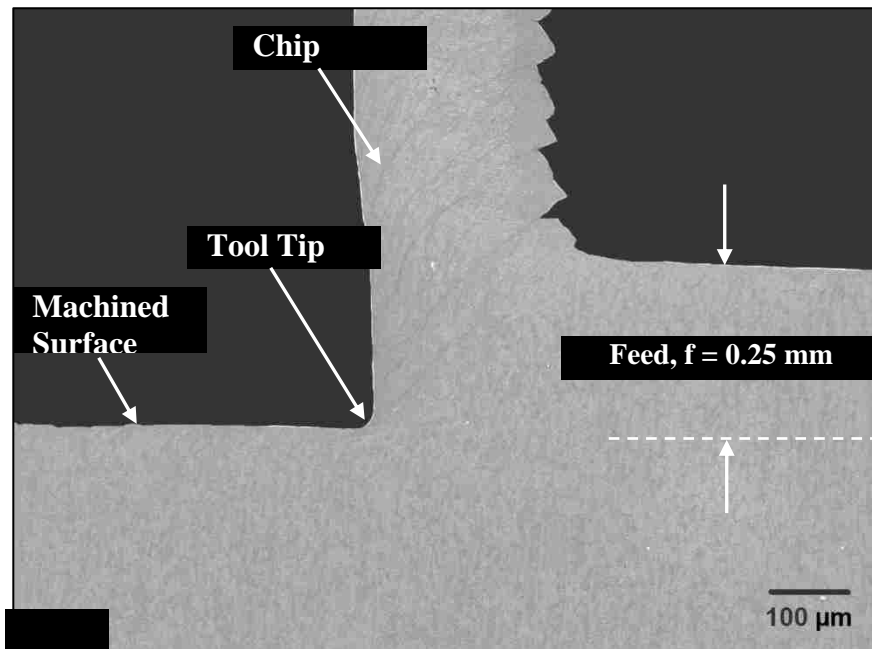 Chip
Tool Tip
Machined
Surface
Feed, f = 0.25 mm
100 µm